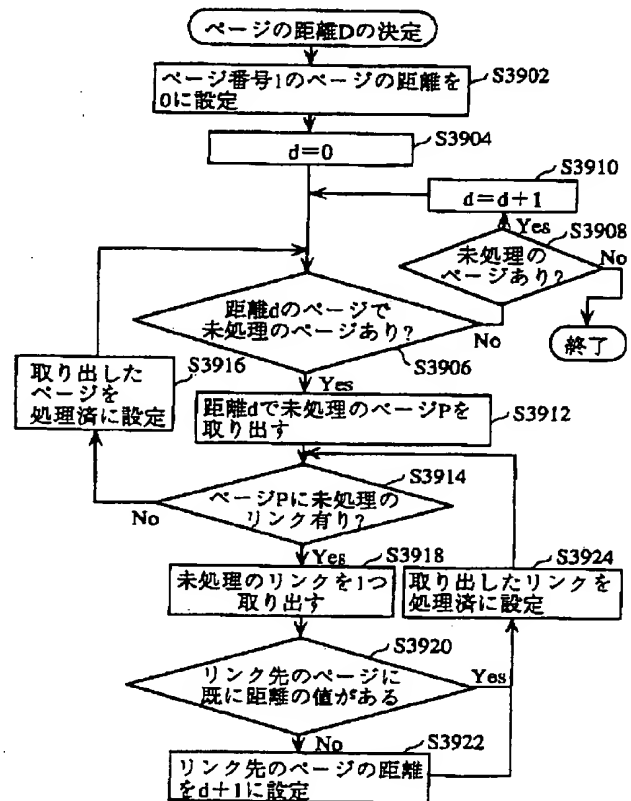 ページの距離Dの決定
ページ番号1のページの距離を
0に設定
S3902
d=0
S3904
d=d+1
S3910
Yes
未処理の
ページあり?
S3908
No
終了
距離dのページで
未処理のページあり?
No
S3906
Yes
取り出した
ページを
処理済に設定
S3916
距離dで未処理のページPを
取り出す
S3912
ページPに未処理の
リンク有り?
S3914
No
Yes
未処理のリンクを1つ
取り出す
S3918
取り出したリンクを
処理済に設定
S3924
リンク先のページに
既に距離の値がある
S3920
Yes
No
リンク先のページの距離
をd+1に設定
S3922